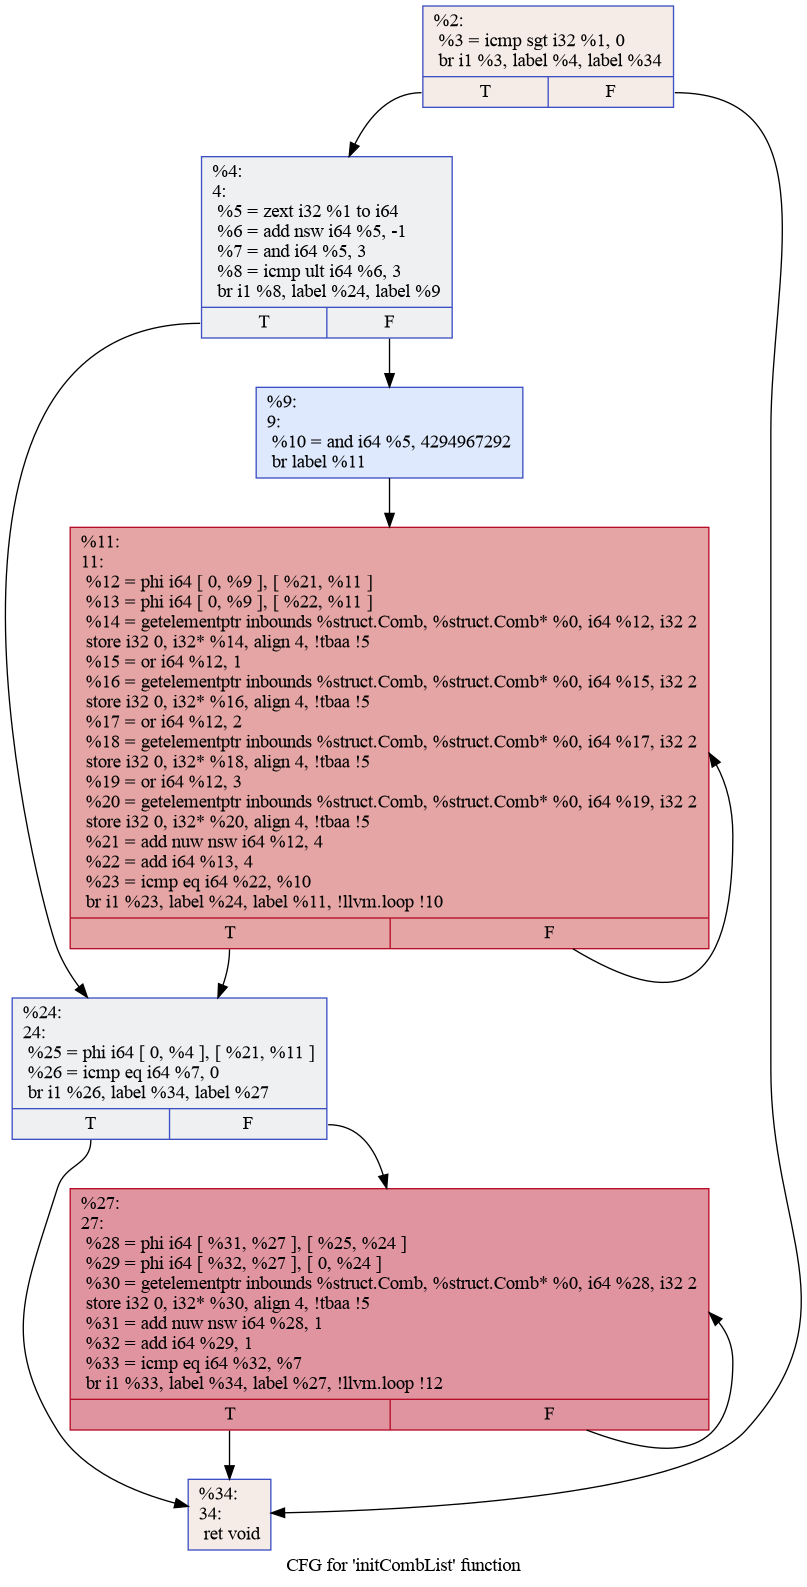 %2:
%3 = icmp sgt i32 %1, 0
br i1 %3, label %4, label %34
T F
%4:
4:
%5 = zext i32 %1 to i64
%6 = add nsw i64 %5, -1
%7 = and i64 %5, 3
%8 = icmp ult i64 %6, 3
br i1 %8, label %24, label %9
T F
%9:
9:
%10 = and i64 %5, 4294967292
br label %11
%11:
11:
%12 = phi i64 [ 0, %9 ], [ %21, %11 ]
%13 = phi i64 [ 0, %9 ], [ %22, %11 ]
%14 = getelementptr inbounds %struct.Comb, %struct.Comb* %0, i64 %12, i32 2
store i32 0, i32* %14, align 4, !tbaa !5
%15 = or i64 %12, 1
%16 = getelementptr inbounds %struct.Comb, %struct.Comb* %0, i64 %15, i32 2
store i32 0, i32* %16, align 4, !tbaa !5
%17 = or i64 %12, 2
%18 = getelementptr inbounds %struct.Comb, %struct.Comb* %0, i64 %17, i32 2
store i32 0, i32* %18, align 4, !tbaa !5
%19 = or i64 %12, 3
%20 = getelementptr inbounds %struct.Comb, %struct.Comb* %0, i64 %19, i32 2
store i32 0, i32* %20, align 4, !tbaa !5
%21 = add nuw nsw i64 %12, 4
%22 = add i64 %13, 4
%23 = icmp eq i64 %22, %10
br i1 %23, label %24, label %11, !llvm.loop !10
T F
%24:
24:
%25 = phi i64 [ 0, %4 ], [ %21, %11 ]
%26 = icmp eq i64 %7, 0
br i1 %26, label %34, label %27
T F
%27:
27:
%28 = phi i64 [ %31, %27 ], [ %25, %24 ]
%29 = phi i64 [ %32, %27 ], [ 0, %24 ]
%30 = getelementptr inbounds %struct.Comb, %struct.Comb* %0, i64 %28, i32 2
store i32 0, i32* %30, align 4, !tbaa !5
%31 = add nuw nsw i64 %28, 1
%32 = add i64 %29, 1
%33 = icmp eq i64 %32, %7
br i1 %33, label %34, label %27, !llvm.loop !12
T F
%34:
34:
ret void
CFG for 'initCombList' function